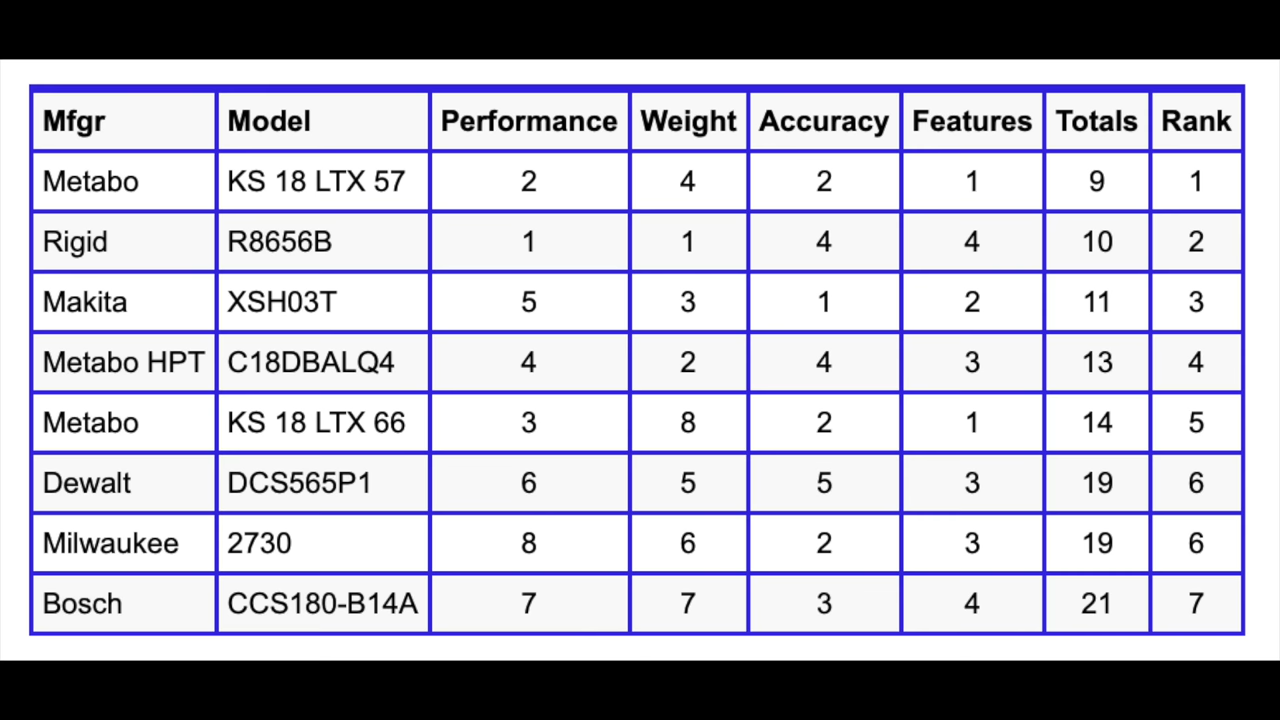 Mfgr Model Performance Weight Accuracy Features Totals Rank
Metabo KS 18 LTX 57 2 4 2 1 9 1
Rigid R8656B 1 1 4 4 10 2
Makita XSH03T 5 3 1 2 11 3
Metabo HPT C18DBALQ4 4 2 4 3 13 4
Metabo KS 18 LTX 66 3 8 2 1 14 5
Dewalt DCS565P1 6 5 5 3 19 6
Milwaukee 2730 8 6 2 3 19 6
Bosch CCS180-B14A 7 7 3 4 21 7